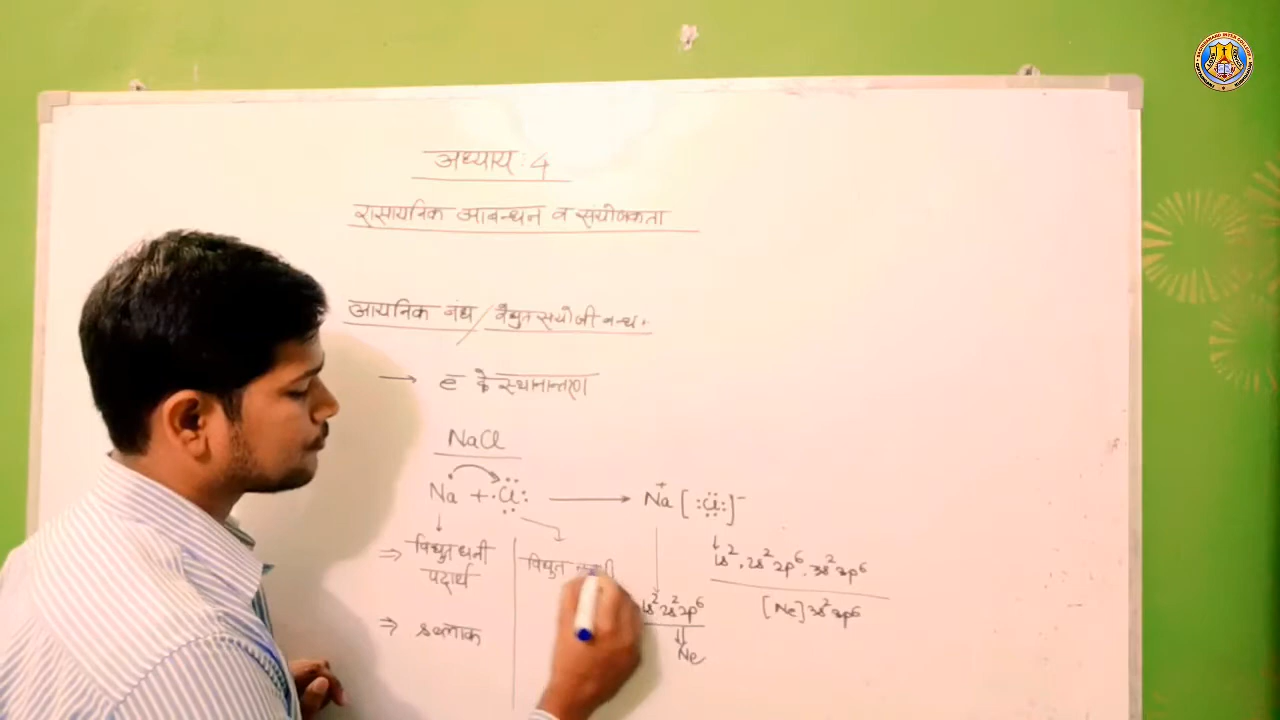 अध्याय : 4
रासायनिक आबन्धन व संयोजकता
आयनिक बंध / वैधुत संयोजी बन्ध :-
→ e⁻ के स्थानान्तरण
NaCl
Na + Cl → Na⁺ [:Cl:]⁻
विधुत धनी
पदार्थ
विधुत
1s², 2s² 2p⁶, 3s² 3p⁶
[Ne] 3s² 3p⁶
1s² 2s² 2p⁶
Ne
⇒ s ब्लाक